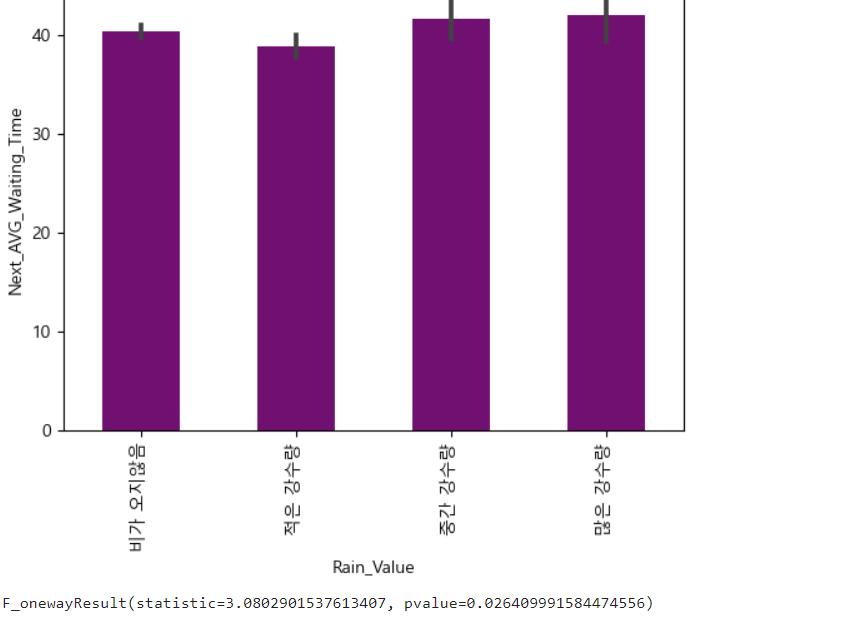 40
30
20
10
0
Next_AVG_Waiting_Time
비가 오지않음
적은 강수량
중간 강수량
많은 강수량
Rain_Value
F_onewayResult(statistic=3.0802901537613407, pvalue=0.026409991584474556)